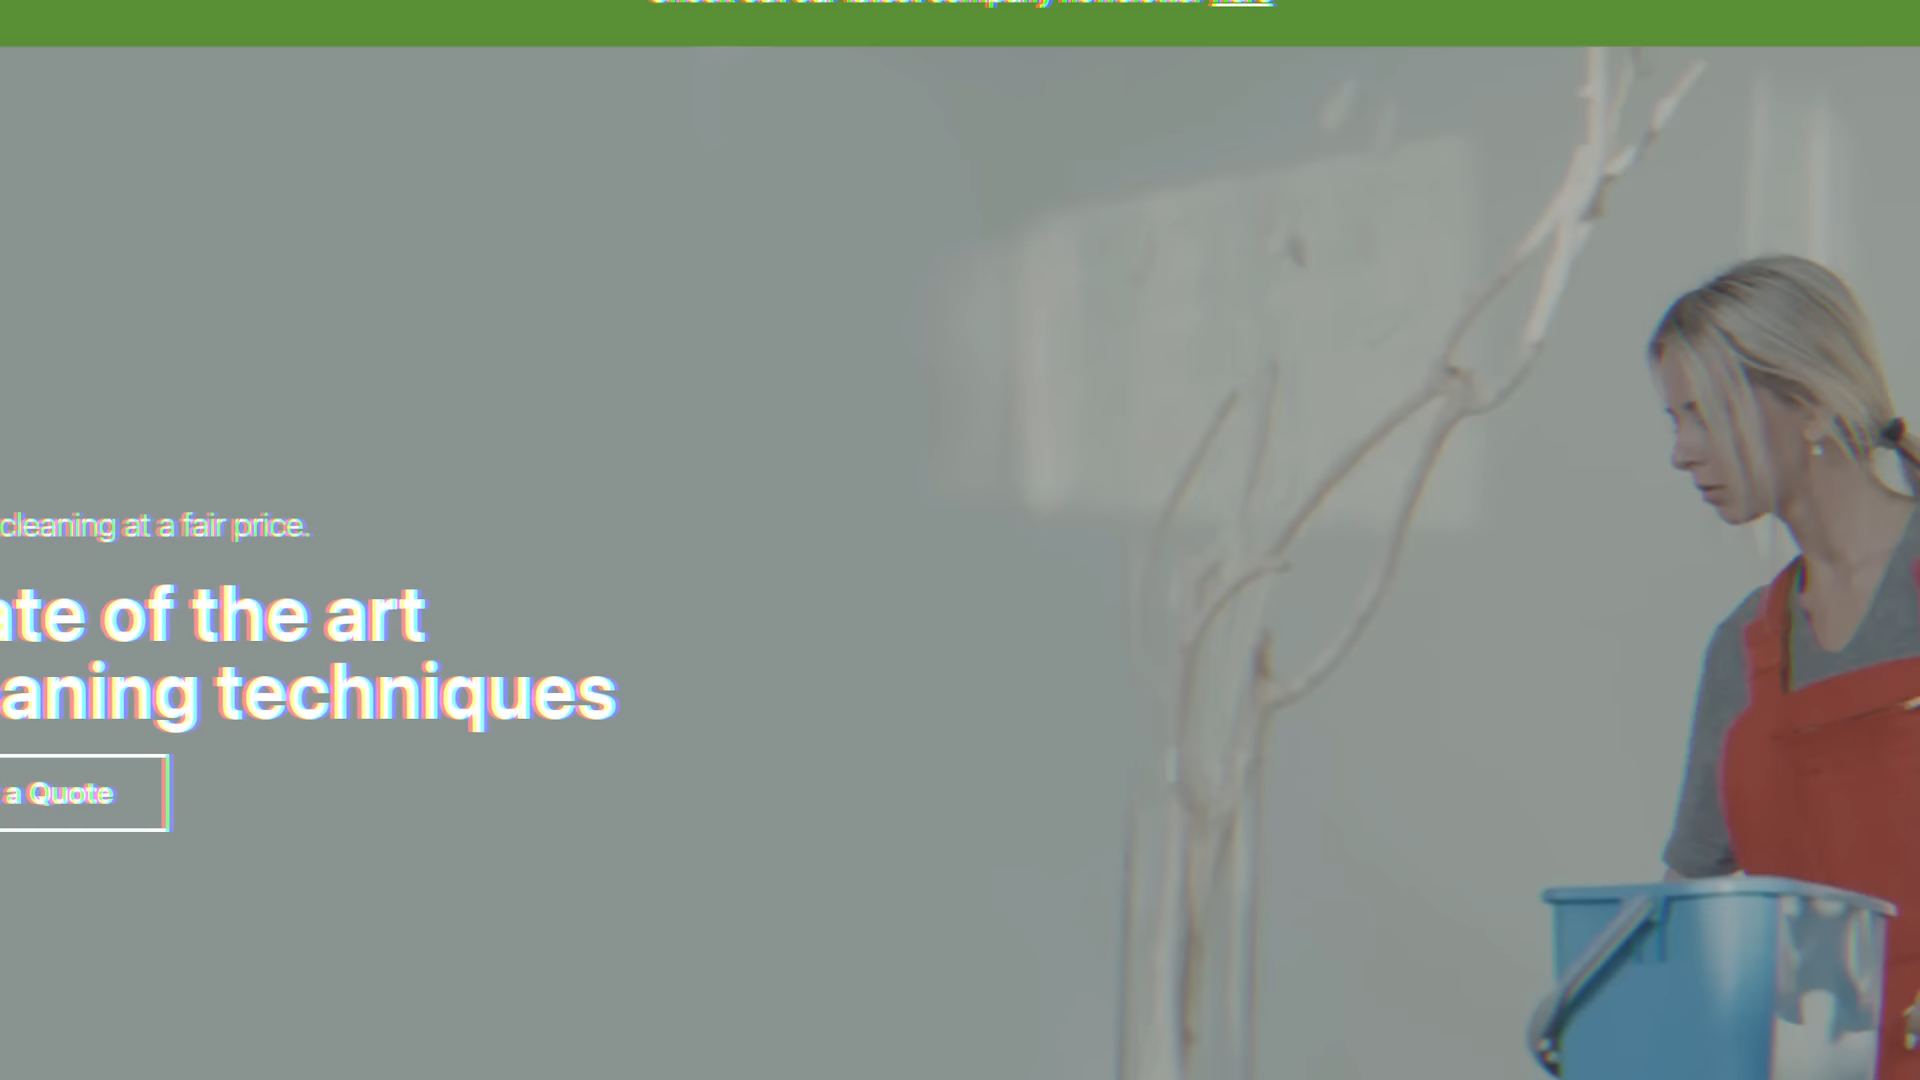 cleaning at a fair price.
ate of the art
aning techniques
a Quote